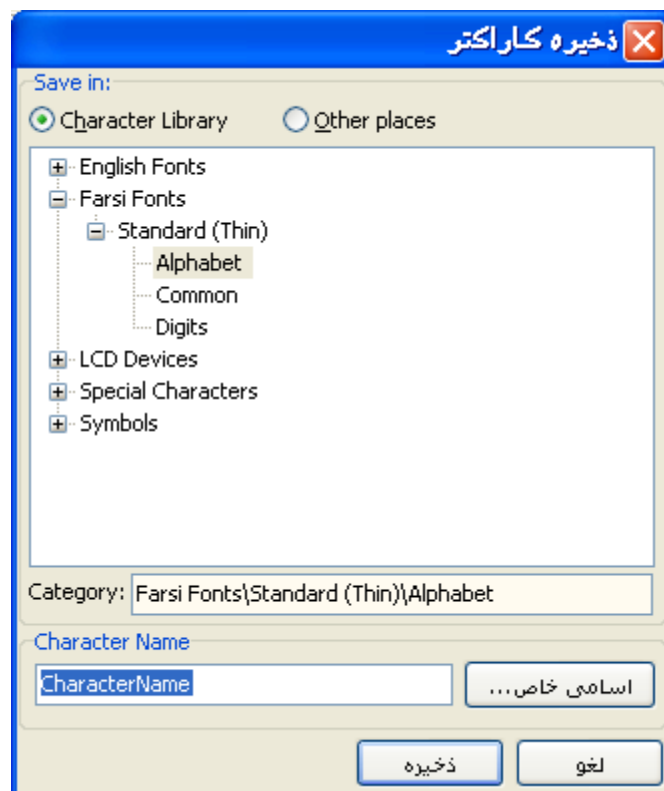 ذخیره کاراکتر
Save in:
Character Library
Other places
English Fonts
Farsi Fonts
Standard (Thin)
Alphabet
Common
Digits
LCD Devices
Special Characters
Symbols
Category: Farsi Fonts\Standard (Thin)\Alphabet
Character Name
CharacterName
اسامی خاص...
ذخیره
لغو